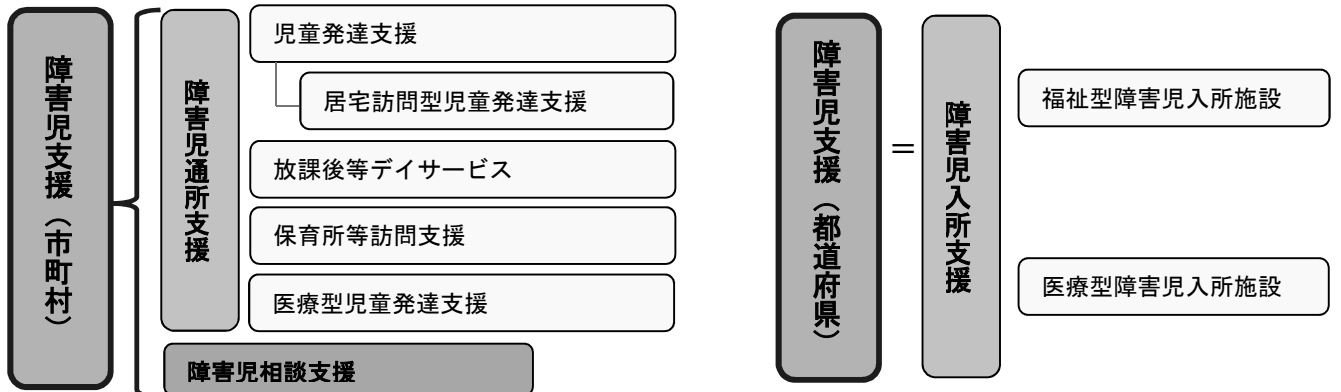 障害児支援（市町村）
障害児通所支援
児童発達支援
居宅訪問型児童発達支援
放課後等デイサービス
保育所等訪問支援
医療型児童発達支援
障害児相談支援
障害児支援（都道府県）
＝
障害児入所支援
福祉型障害児入所施設
医療型障害児入所施設